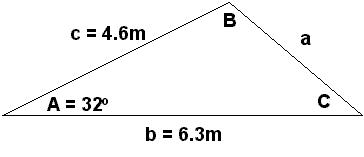 B
c = 4.6m
a
A = 32º
C
b = 6.3m